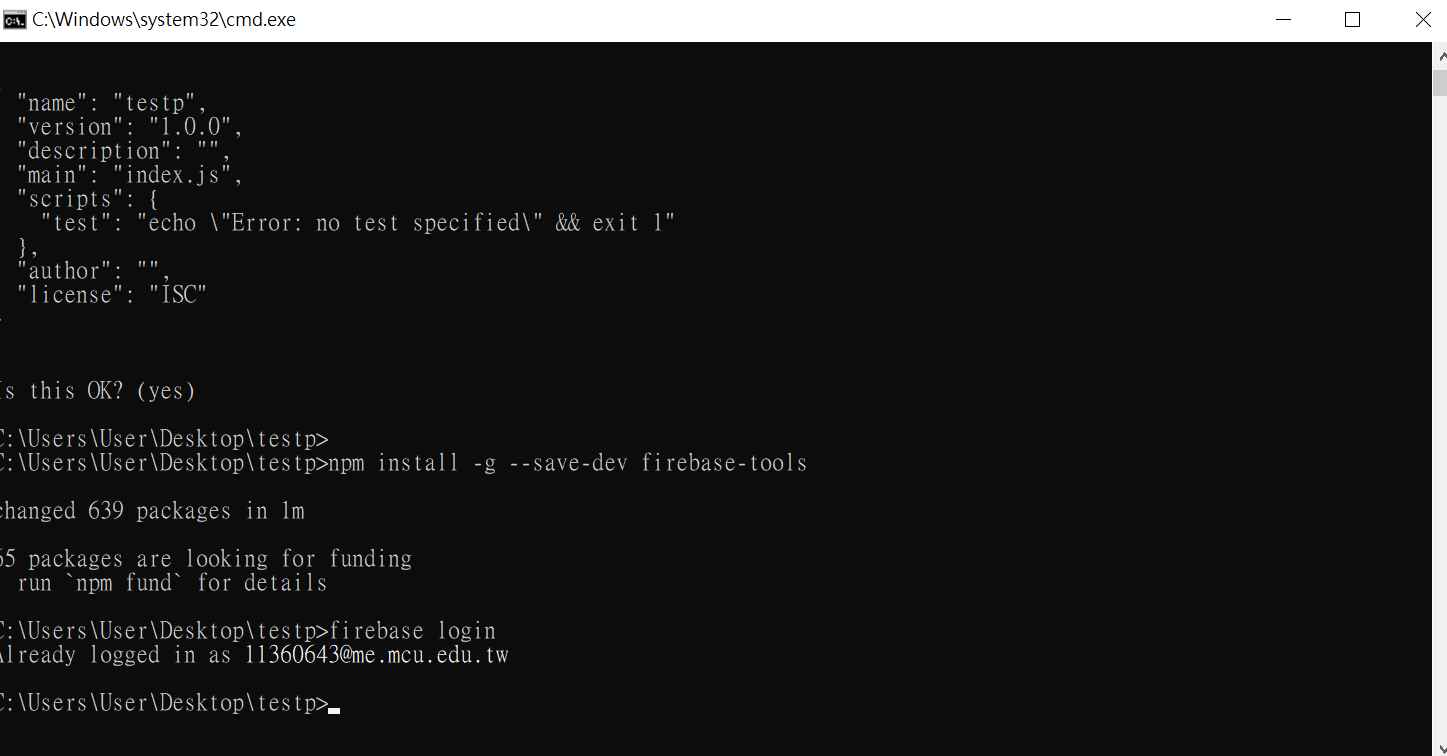 C:\Windows\system32\cmd.exe
"name": "testp",
"version": "1.0.0",
"description": "",
"main": "index.js",
"scripts": {
"test": "echo \"Error: no test specified\" && exit 1"
},
"author": "",
"license": "ISC"
}
Is this OK? (yes)
C:\Users\User\Desktop\testp>
C:\Users\User\Desktop\testp>npm install -g --save-dev firebase-tools
changed 639 packages in 1m
packages are looking for funding
run `npm fund` for details
C:\Users\User\Desktop\testp>firebase login
Already logged in as 11360643@me.mcu.edu.tw
C:\Users\User\Desktop\testp>